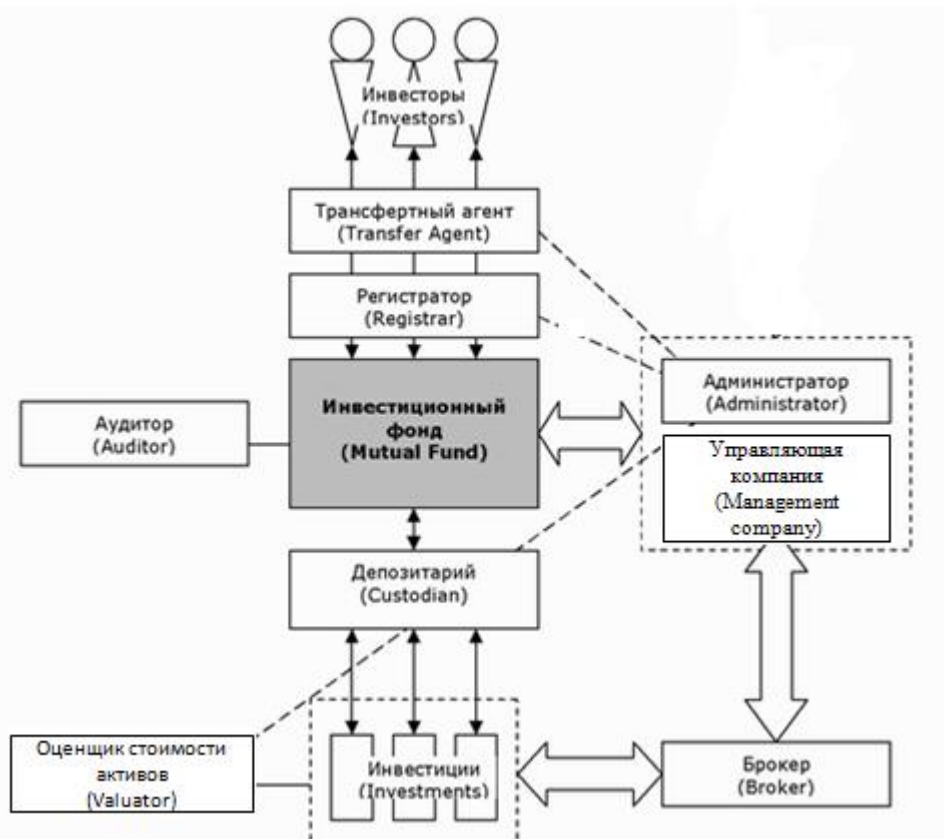 Инвесторы
(Investors)
Трансфертный агент
(Transfer Agent)
Регистратор
(Registrar)
Инвестиционный
фонд
(Mutual Fund)
Аудитор
(Auditor)
Администратор
(Administrator)
Управляющая
компания
(Management
company)
Депозитарий
(Custodian)
Оценщик стоимости
активов
(Valuator)
Инвестиции
(Investments)
Брокер
(Broker)